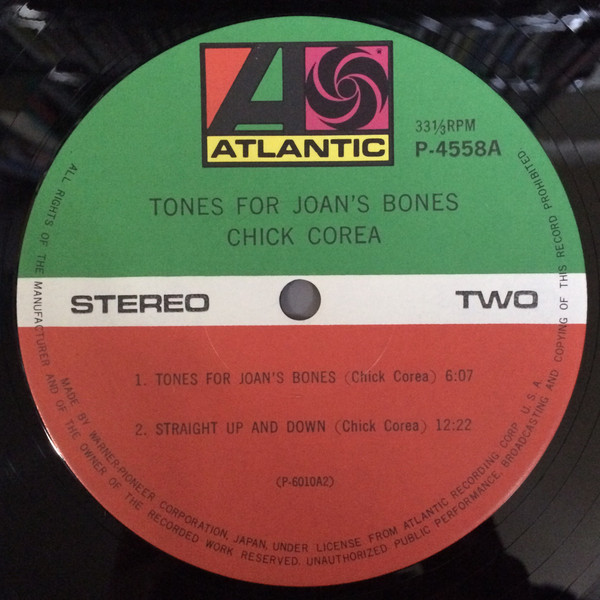 ATLANTIC
33⅓RPM
P-4558A
TONES FOR JOAN'S BONES
CHICK COREA
STEREO
TWO
1. TONES FOR JOAN'S BONES (Chick Corea) 6:07
2. STRAIGHT UP AND DOWN (Chick Corea) 12:22
(P-6010A2)
MADE BY WARNER-PIONEER CORPORATION, JAPAN, UNDER LICENSE FROM ATLANTIC RECORDING CORP. U.S.A.
ALL RIGHTS OF THE MANUFACTURER AND OF THE OWNER OF THE RECORDED WORK RESERVED. UNAUTHORIZED PUBLIC PERFORMANCE, BROADCASTING AND COPYING OF THIS RECORD PROHIBITED.